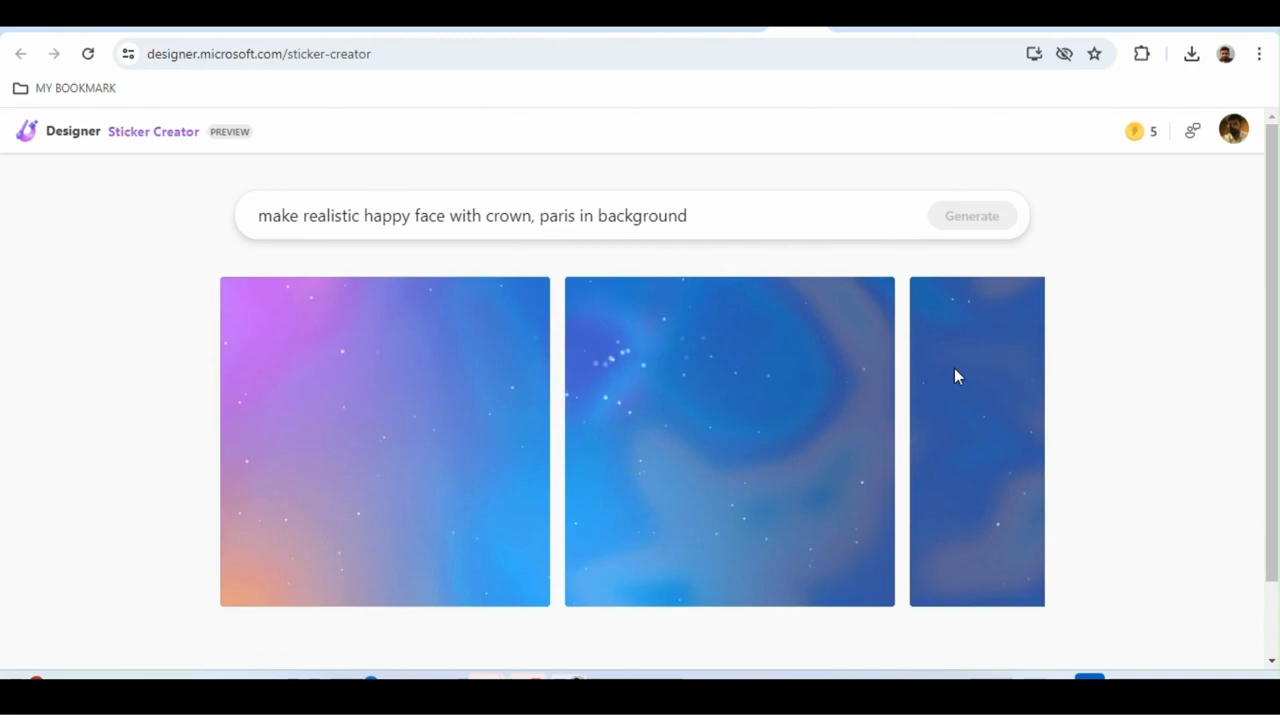 designer.microsoft.com/sticker-creator
MY BOOKMARK
Designer Sticker Creator PREVIEW
5
make realistic happy face with crown, paris in background
Generate